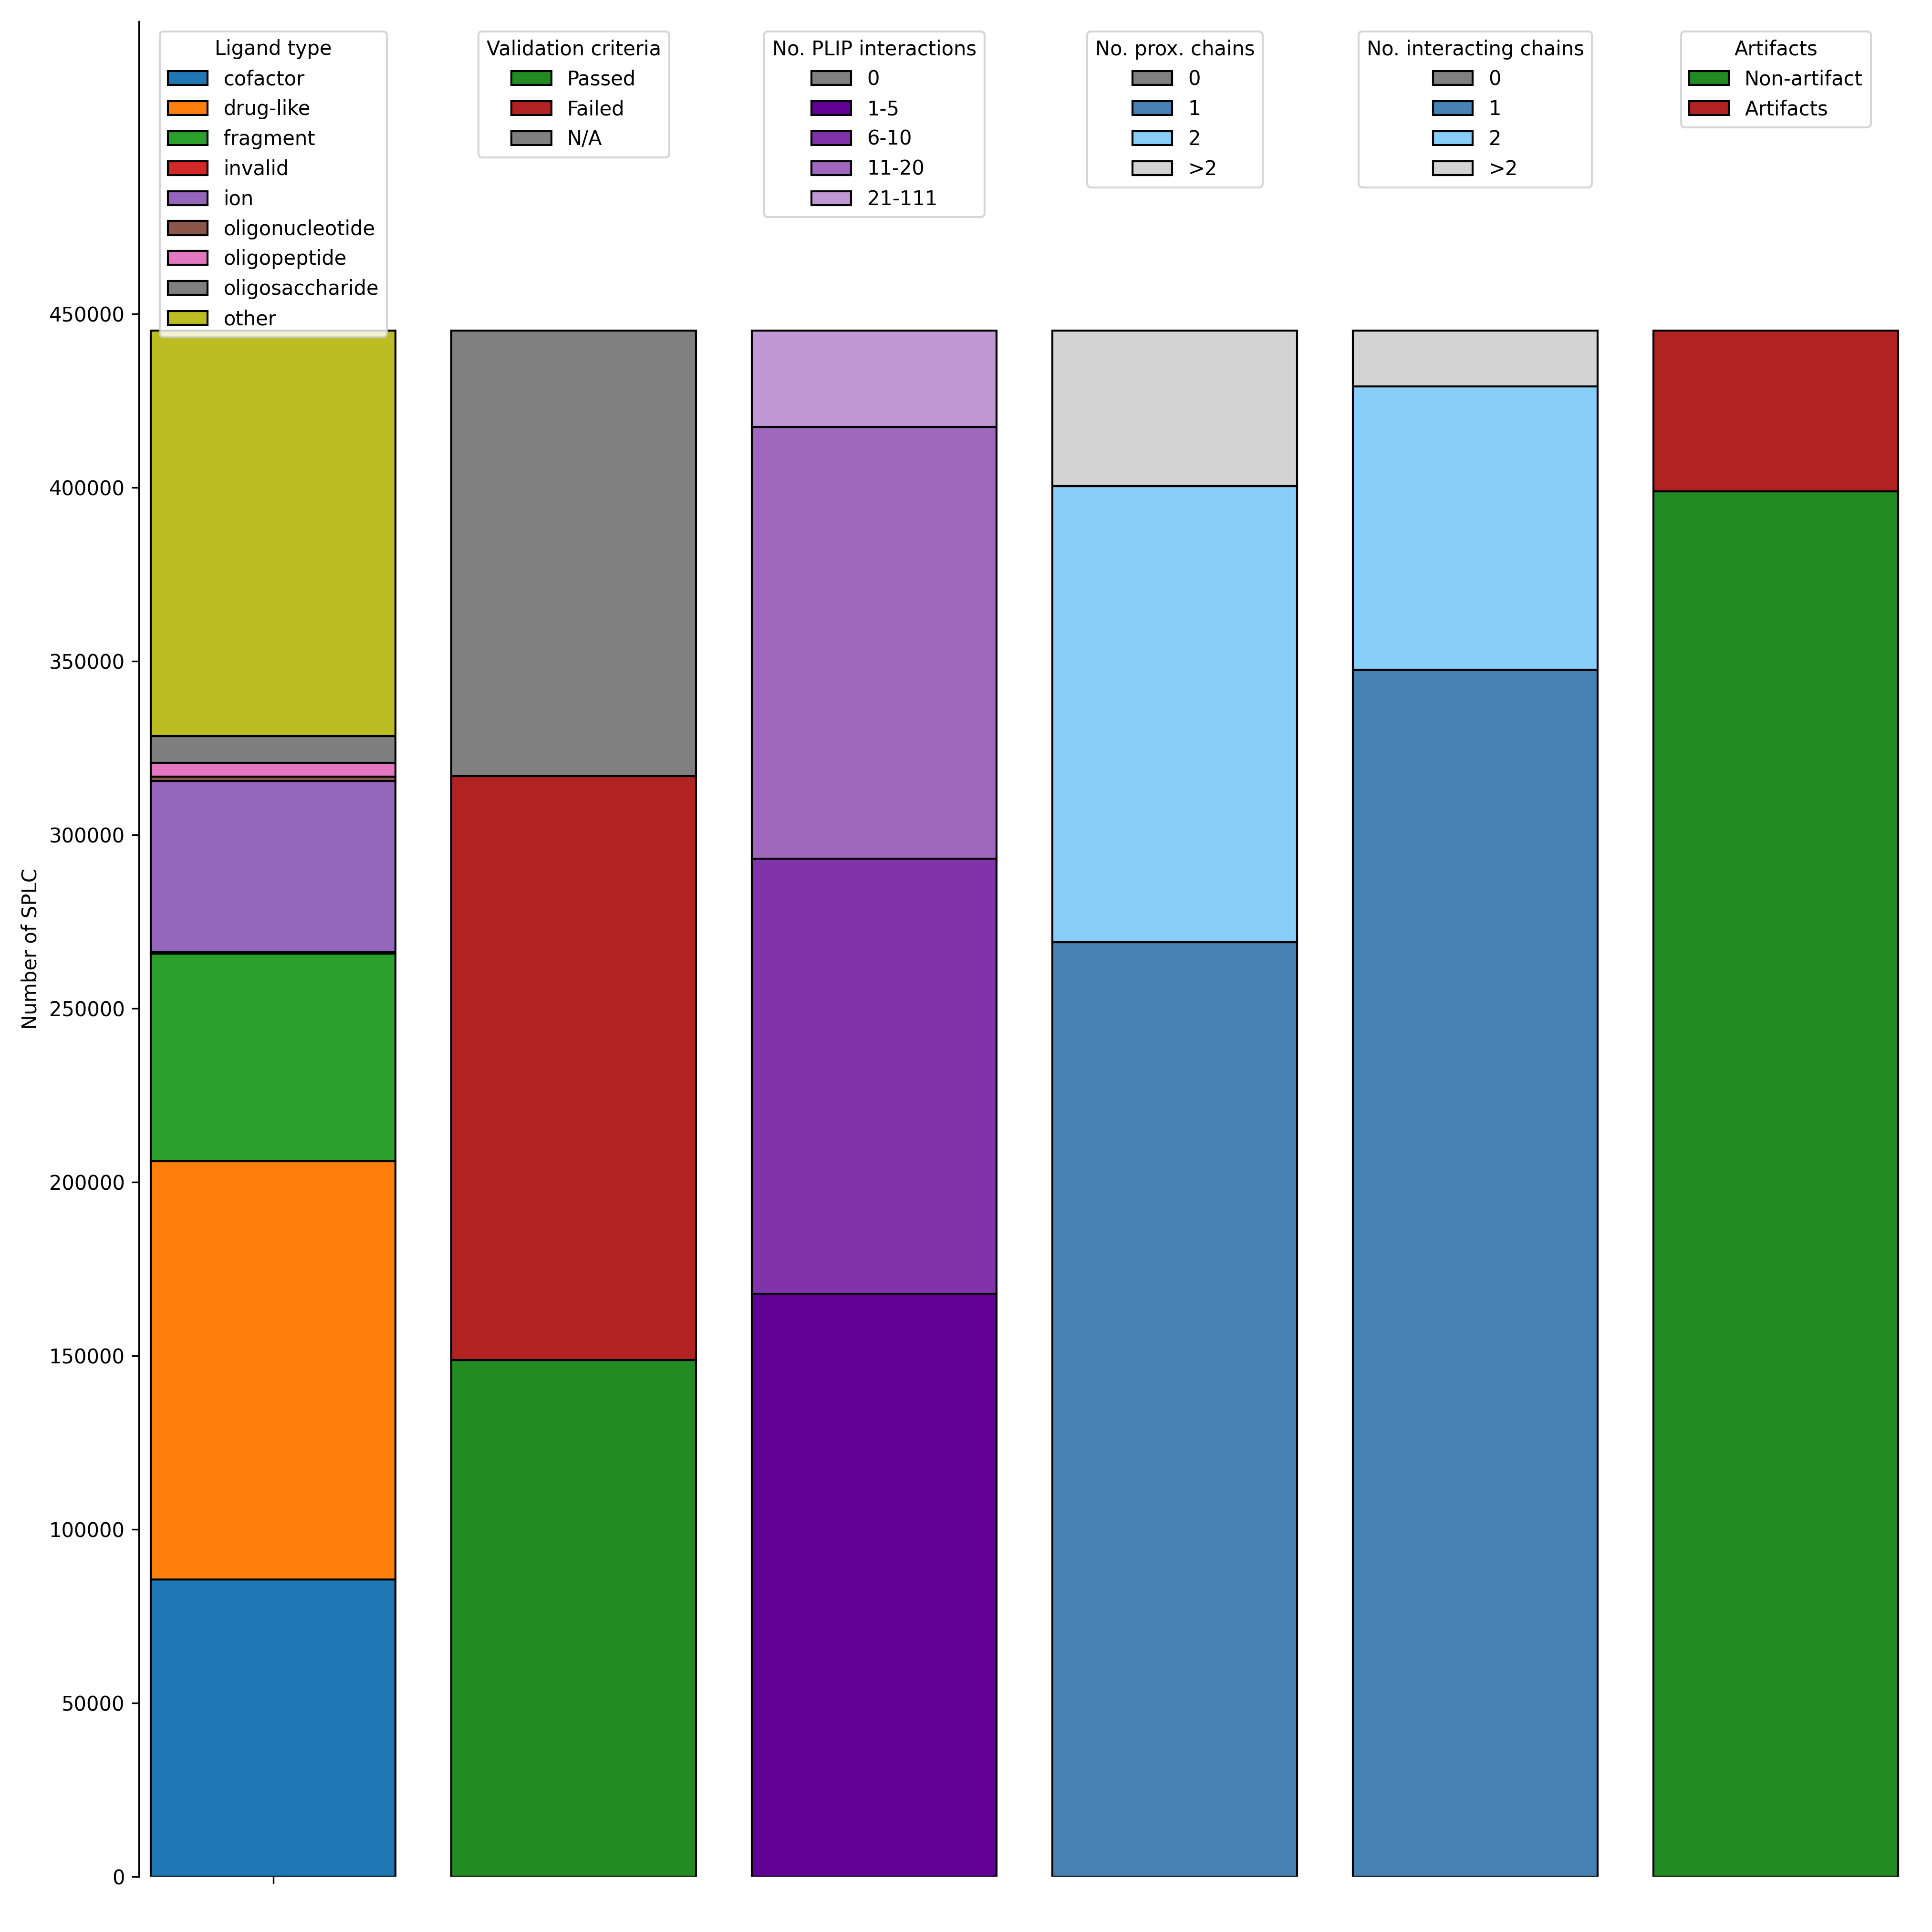 Ligand type
cofactor
drug-like
fragment
invalid
ion
oligonucleotide
oligopeptide
oligosaccharide
other
Validation criteria
Passed
Failed
N/A
No. PLIP interactions
0
1-5
6-10
11-20
21-111
No. prox. chains
0
1
2
>2
No. interacting chains
0
1
2
>2
Artifacts
Non-artifact
Artifacts
Number of SPLC
450000
400000
350000
300000
250000
200000
150000
100000
50000
0